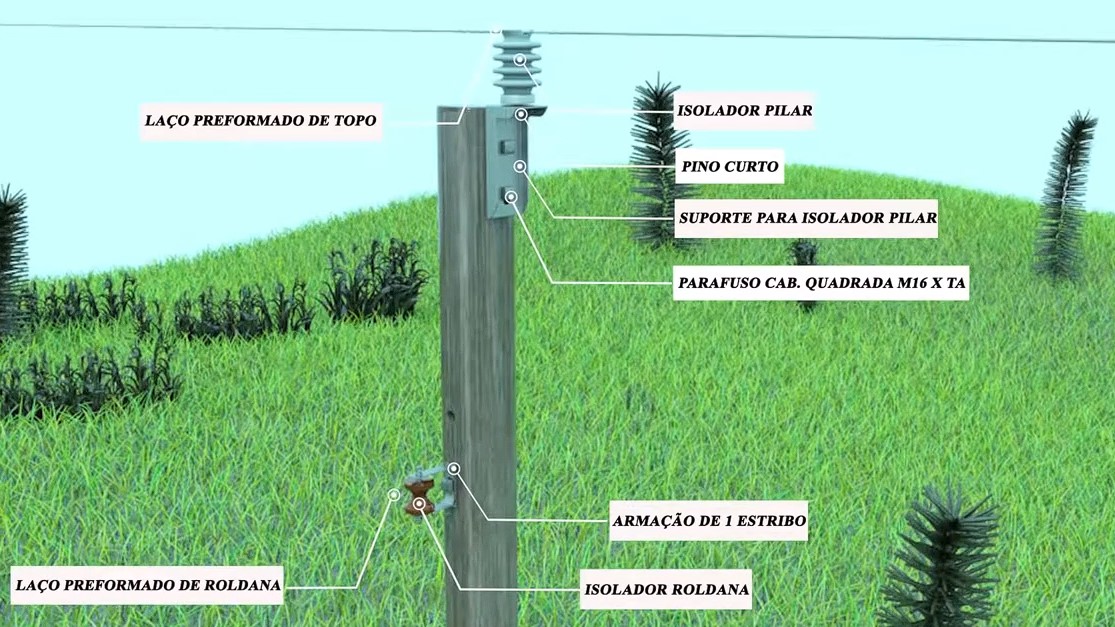 LAÇO PREFORMADO DE TOPO
ISOLADOR PILAR
PINO CURTO
SUPORTE PARA ISOLADOR PILAR
PARAFUSO CAB. QUADRADA M16 X TA
ARMAÇÃO DE 1 ESTRIBO
LAÇO PREFORMADO DE ROLDANA
ISOLADOR ROLDANA